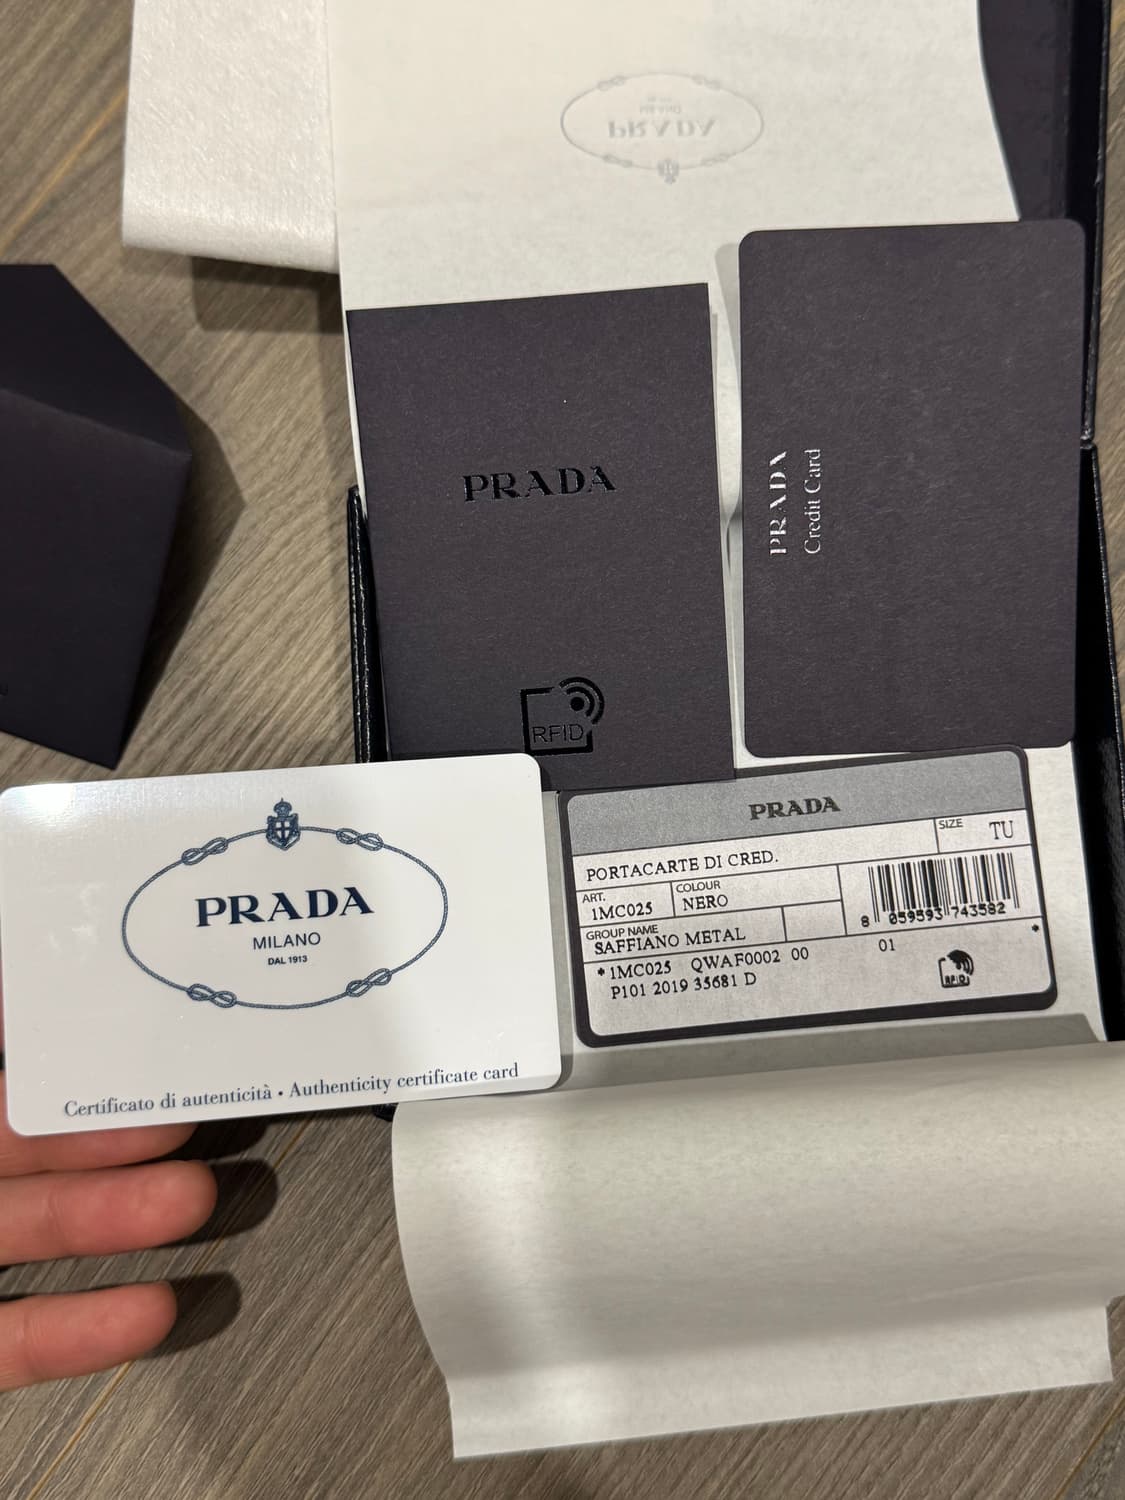 PRADA
PRADA
RFID
PRADA
Credit Card
PRADA
MILANO
DAL 1913
Certificato di autenticità • Authenticity certificate card
PRADA
SIZE TU
PORTACARTE DI CRED.
ART. 1MC025
COLOUR NERO
GROUP NAME
SAFFIANO METAL
8 059593 743582
*1MC025 QWAF0002 00 01 *
P101 2019 35681 D
RFID